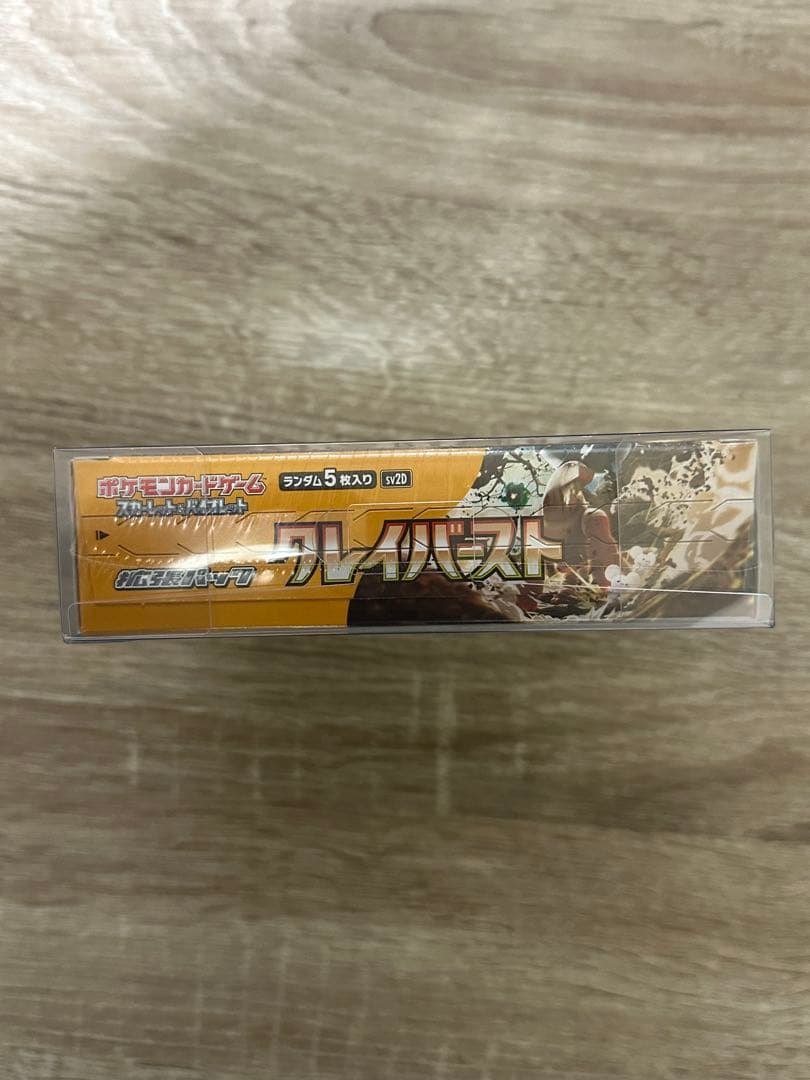 ポケモンカードゲーム
スカーレット&バイオレット
拡張パック
ランダム5枚入り
sv2D
クレイバースト